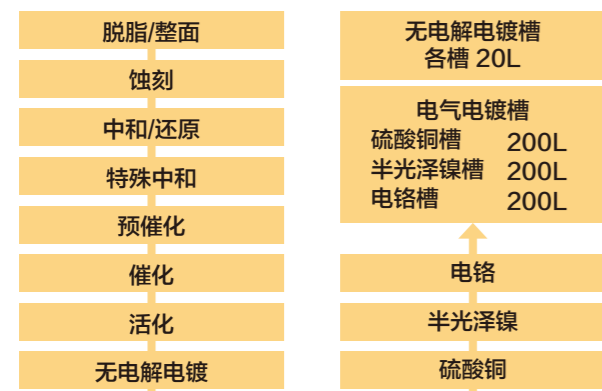 脱脂/整面
蚀刻
中和/还原
特殊中和
预催化
催化
活化
无电解电镀
无电解电镀槽
各槽 20L
电气电镀槽
硫酸铜槽 200L
半光泽镍槽 200L
电铬槽 200L
电铬
半光泽镍
硫酸铜